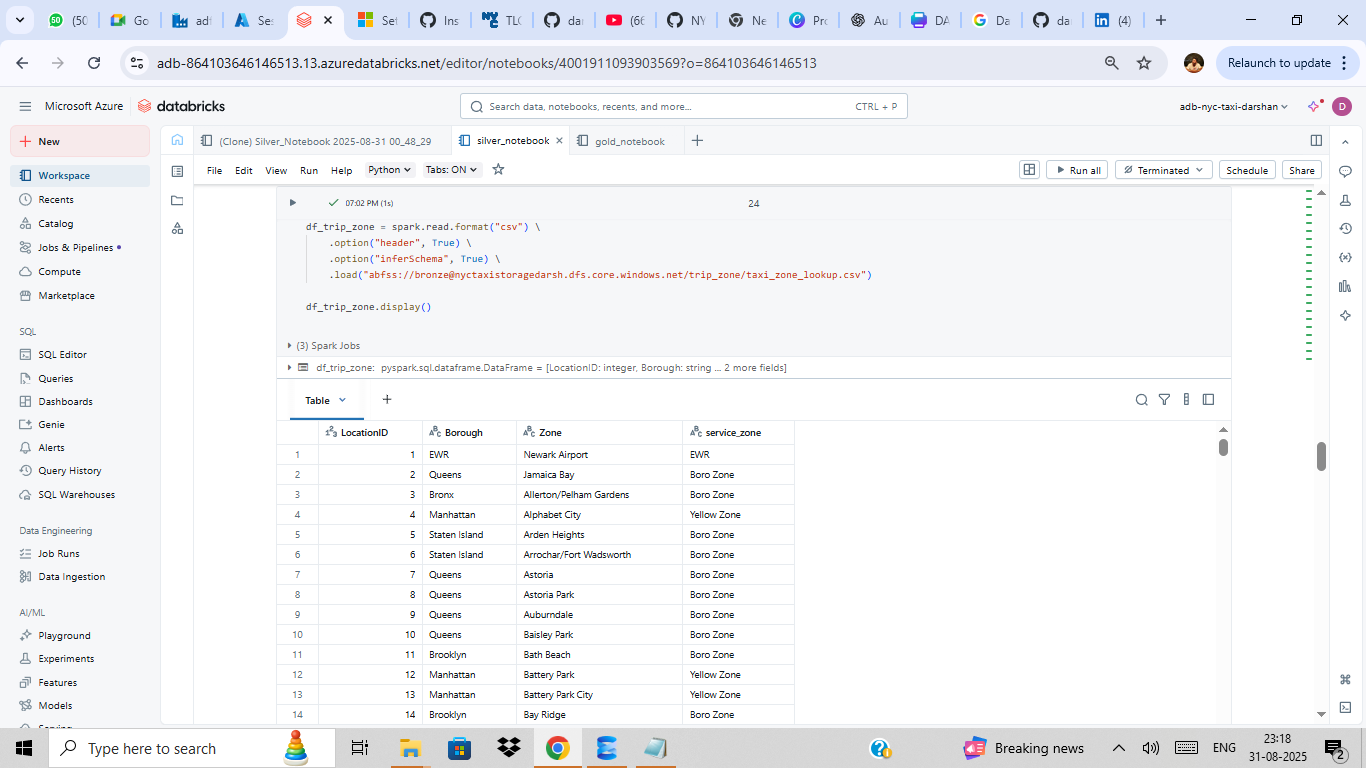 (50
Go
adf
Ses
Set
Ins
TLC
da
(66
NY
Ne
Pro
Au
DA
Da
da
(4)
adb-864103646146513.13.azuredatabricks.net/editor/notebooks/4001911093903569?o=864103646146513
Relaunch to update
Microsoft Azure
databricks
Search data, notebooks, recents, and more...
CTRL + P
adb-nyc-taxi-darshan
D
New
(Clone) Silver_Notebook 2025-08-31 00_48_29
silver_notebook
gold_notebook
File
Edit
View
Run
Help
Python
Tabs: ON
Run all
Terminated
Schedule
Share
Workspace
Recents
Catalog
Jobs & Pipelines
Compute
Marketplace
SQL
SQL Editor
Queries
Dashboards
Genie
Alerts
Query History
SQL Warehouses
Data Engineering
Job Runs
Data Ingestion
AI/ML
Playground
Experiments
Features
Models
07:02 PM (1s)
24
df_trip_zone = spark.read.format("csv") \
.option("header", True) \
.option("inferSchema", True) \
.load("abfss://bronze@nyctaxistoragedarsh.dfs.core.windows.net/trip_zone/taxi_zone_lookup.csv")
df_trip_zone.display()
(3) Spark Jobs
df_trip_zone: pyspark.sql.dataframe.DataFrame = [LocationID: integer, Borough: string ... 2 more fields]
Table
LocationID Borough Zone service_zone
1 1 EWR Newark Airport EWR
2 2 Queens Jamaica Bay Boro Zone
3 3 Bronx Allerton/Pelham Gardens Boro Zone
4 4 Manhattan Alphabet City Yellow Zone
5 5 Staten Island Arden Heights Boro Zone
6 6 Staten Island Arrochar/Fort Wadsworth Boro Zone
7 7 Queens Astoria Boro Zone
8 8 Queens Astoria Park Boro Zone
9 9 Queens Auburndale Boro Zone
10 10 Queens Baisley Park Boro Zone
11 11 Brooklyn Bath Beach Boro Zone
12 12 Manhattan Battery Park Yellow Zone
13 13 Manhattan Battery Park City Yellow Zone
14 14 Brooklyn Bay Ridge Boro Zone
Type here to search
Breaking news
ENG
23:18
31-08-2025
2